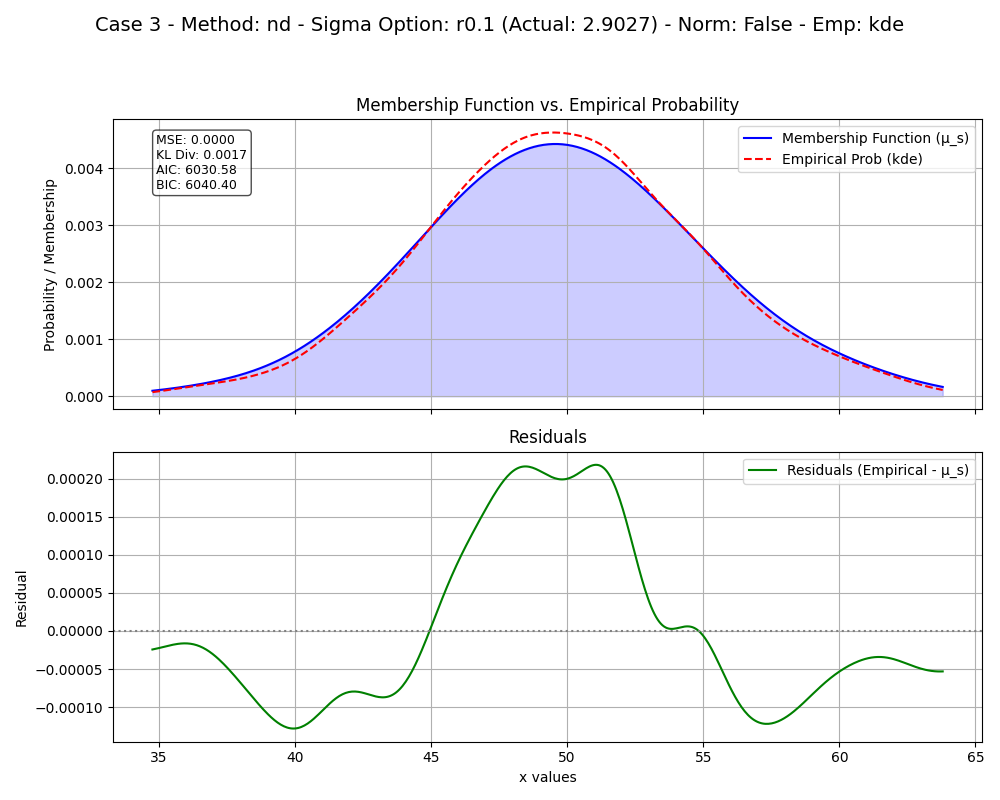 Case 3 - Method: nd - Sigma Option: r0.1 (Actual: 2.9027) - Norm: False - Emp: kde
Membership Function vs. Empirical Probability
MSE: 0.0000
KL Div: 0.0017
AIC: 6030.58
BIC: 6040.40
Membership Function (μ_s)
Empirical Prob (kde)
Probability / Membership
0.004
0.003
0.002
0.001
0.000
Residuals
Residuals (Empirical - μ_s)
Residual
0.00020
0.00015
0.00010
0.00005
0.00000
−0.00005
−0.00010
35 40 45 50 55 60 65
x values